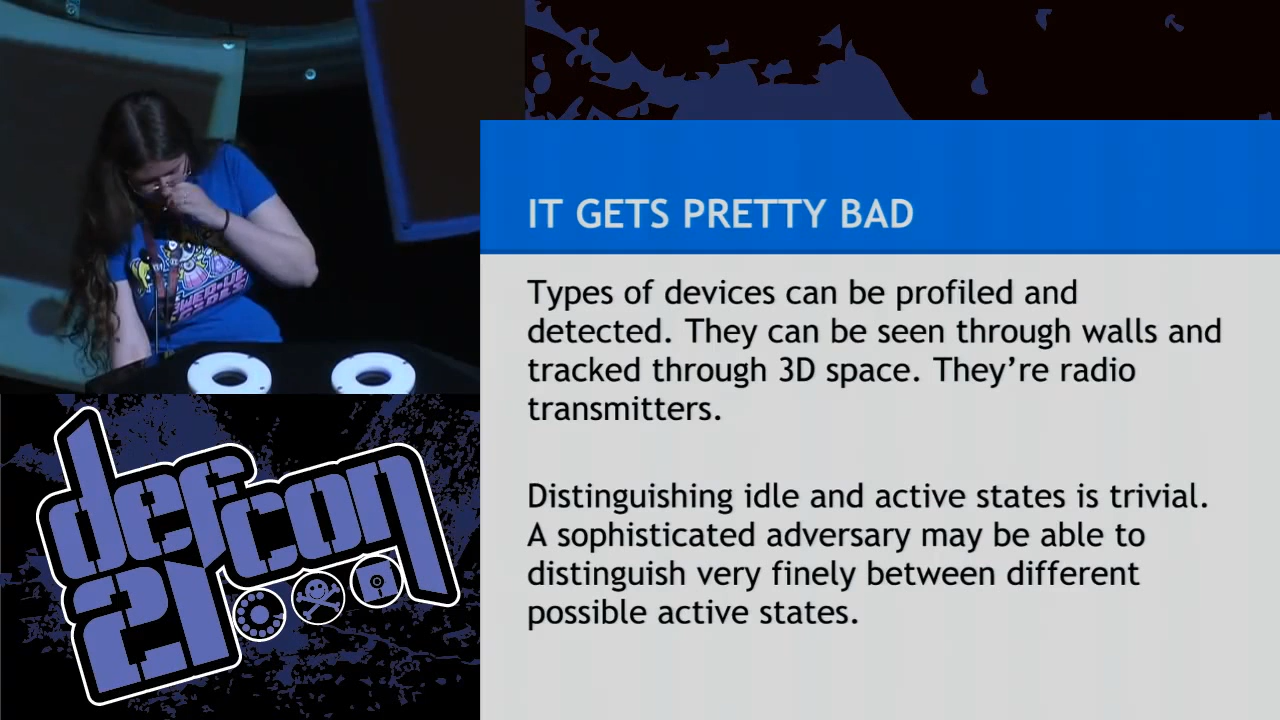 IT GETS PRETTY BAD
Types of devices can be profiled and
detected. They can be seen through walls and
tracked through 3D space. They’re radio
transmitters.
Distinguishing idle and active states is trivial.
A sophisticated adversary may be able to
distinguish very finely between different
possible active states.
defcon
21